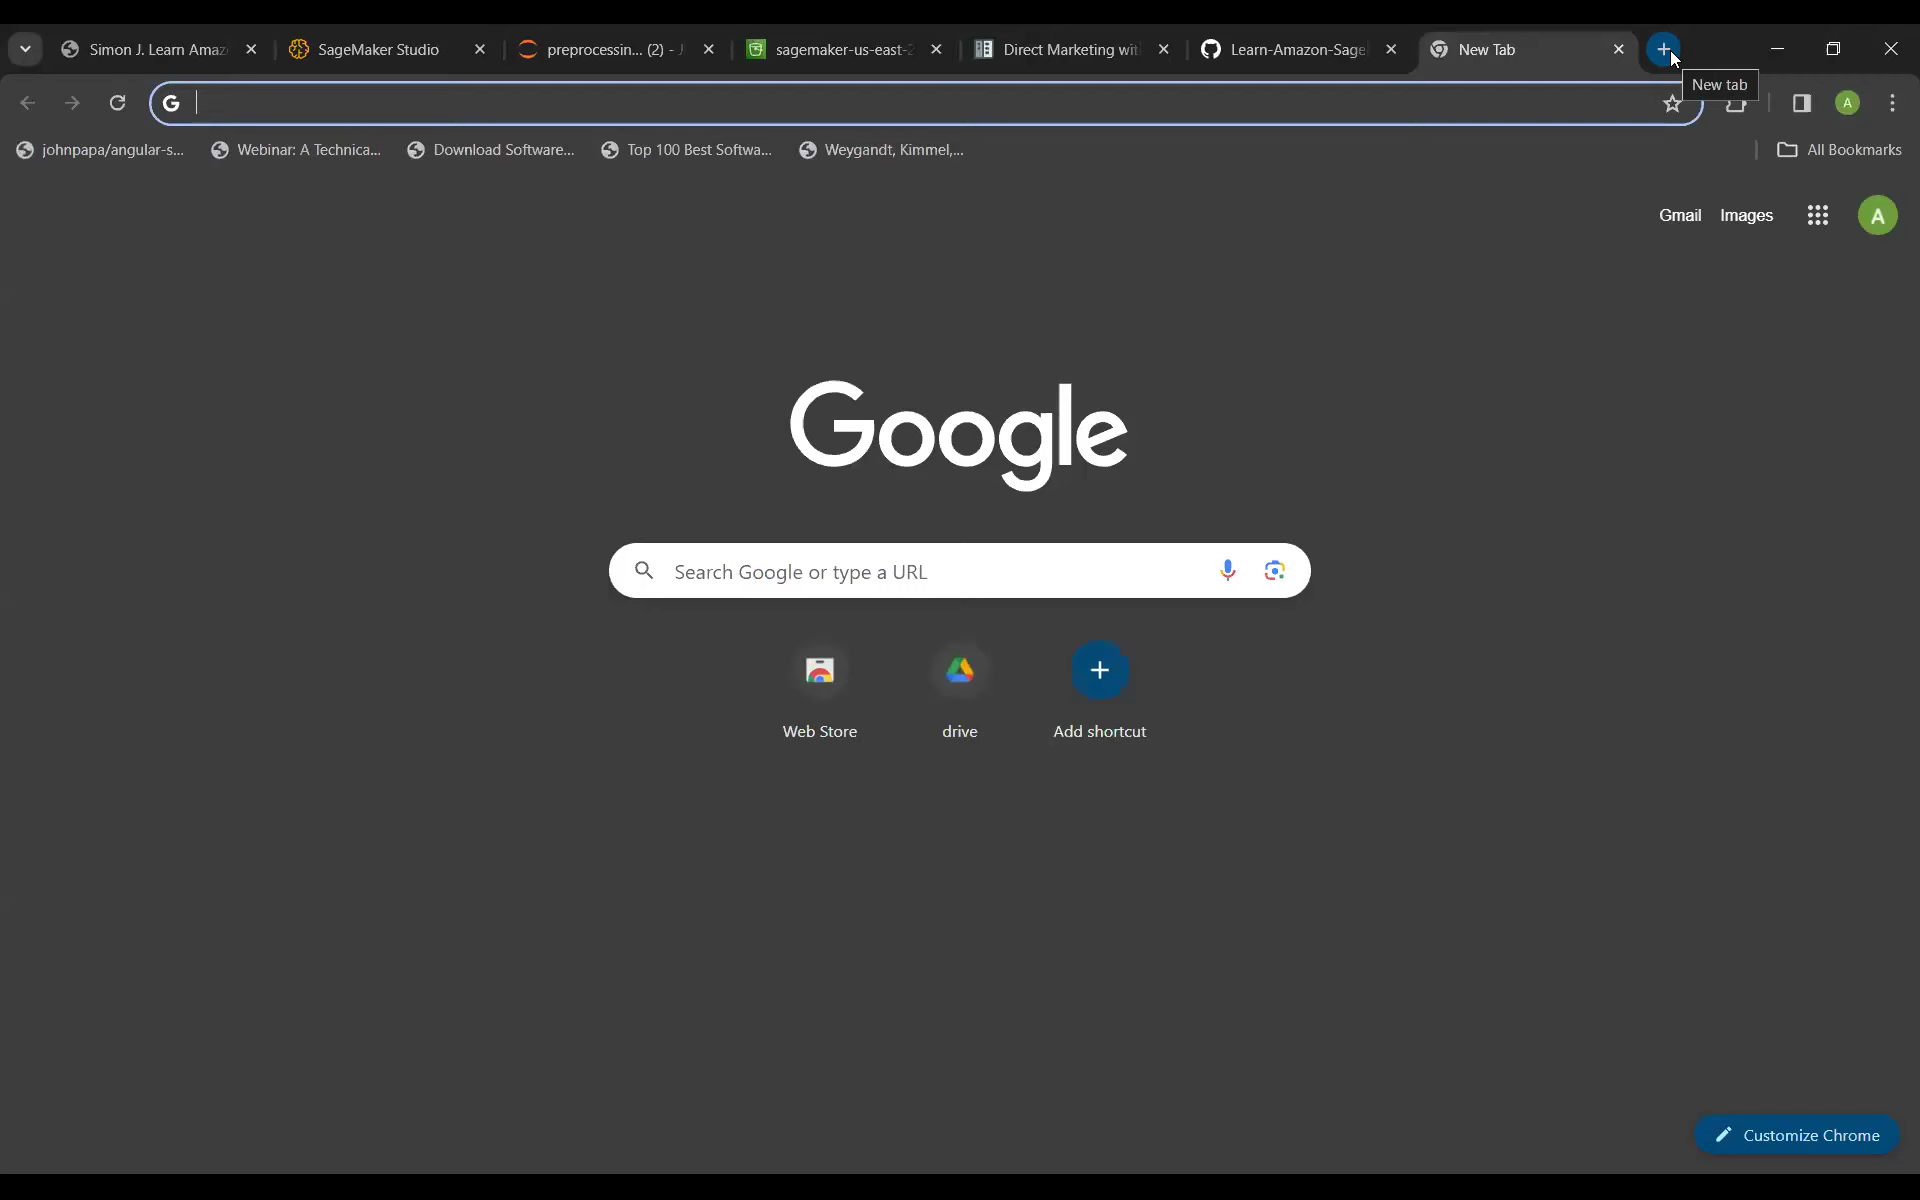 Simon J. Learn Amaz
SageMaker Studio
preprocessin... (2) - J
sagemaker-us-east-2
Direct Marketing wit
Learn-Amazon-Sage
New Tab
New tab
johnpapa/angular-s...
Webinar: A Technica...
Download Software...
Top 100 Best Softwa...
Weygandt, Kimmel,...
All Bookmarks
A
Gmail Images
A
Google
Search Google or type a URL
Web Store
drive
Add shortcut
Customize Chrome